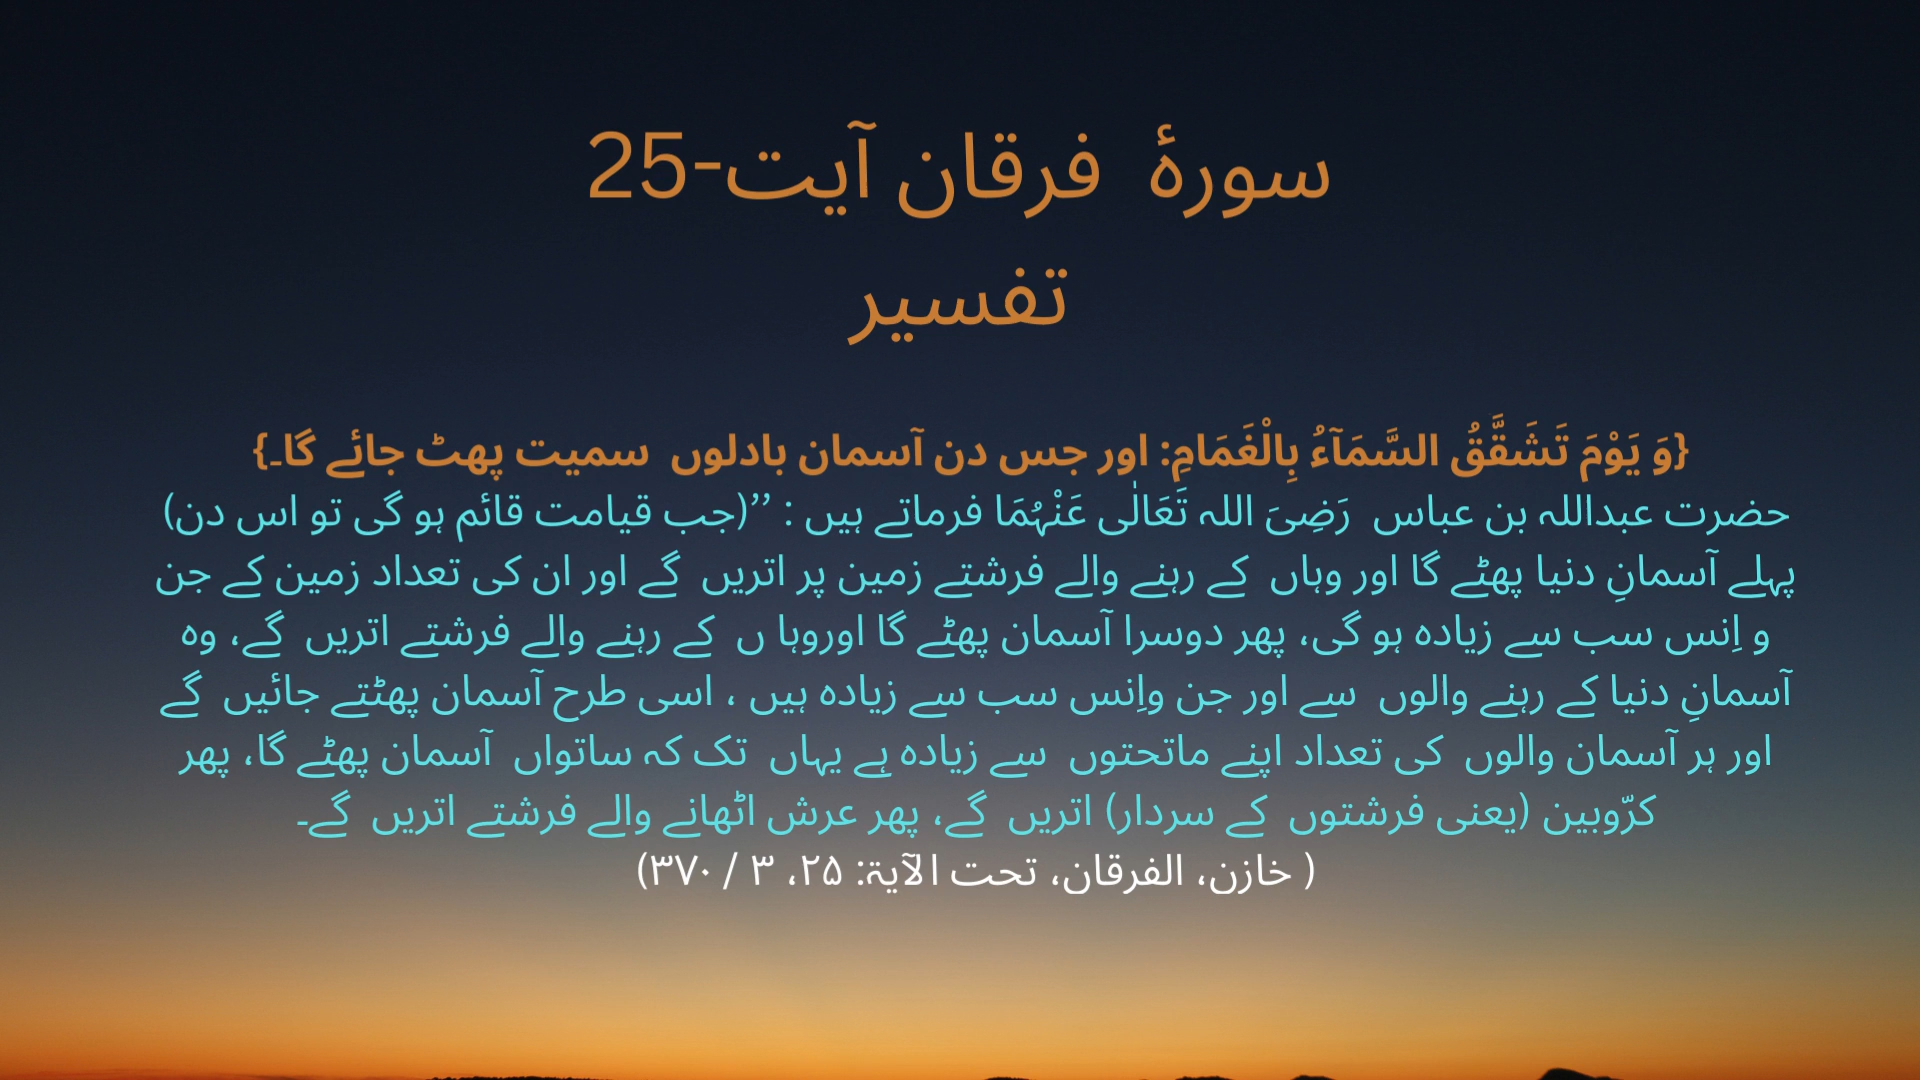 سورۂ فرقان آیت-25
تفسیر
{وَ یَوْمَ تَشَقَّقُ السَّمَآءُ بِالْغَمَامِ: اور جس دن آسمان بادلوں سمیت پھٹ جائے گا۔}
حضرت عبداللہ بن عباس رَضِیَ اللہ تَعَالٰی عَنْہُمَا فرماتے ہیں : ’’(جب قیامت قائم ہو گی تو اس دن)
پہلے آسمانِ دنیا پھٹے گا اور وہاں کے رہنے والے فرشتے زمین پر اتریں گے اور ان کی تعداد زمین کے جن
و اِنس سب سے زیادہ ہو گی، پھر دوسرا آسمان پھٹے گا اوروہا ں کے رہنے والے فرشتے اتریں گے، وہ
آسمانِ دنیا کے رہنے والوں سے اور جن واِنس سب سے زیادہ ہیں ، اسی طرح آسمان پھٹتے جائیں گے
اور ہر آسمان والوں کی تعداد اپنے ماتحتوں سے زیادہ ہے یہاں تک کہ ساتواں آسمان پھٹے گا، پھر
کرّوبین (یعنی فرشتوں کے سردار) اتریں گے، پھر عرش اٹھانے والے فرشتے اتریں گے۔
( خازن، الفرقان، تحت الآیۃ: ۲۵، ۳ / ۳۷۰)